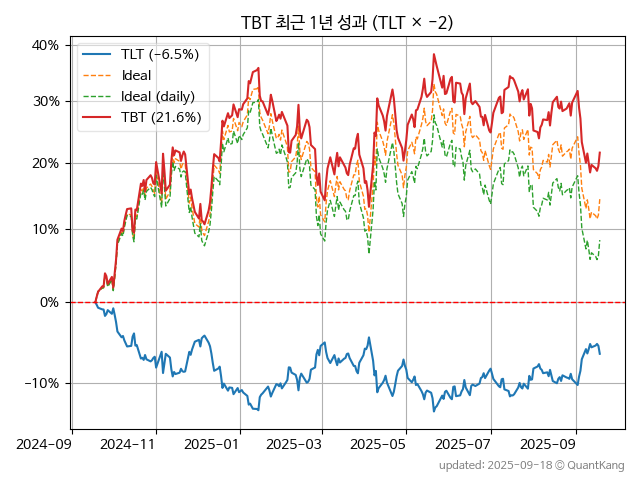 TBT 최근 1년 성과 (TLT × −2)
40%
30%
20%
10%
0%
−10%
TLT (−6.5%)
Ideal
Ideal (daily)
TBT (21.6%)
2024-09
2024-11
2025-01
2025-03
2025-05
2025-07
2025-09
updated: 2025-09-18 © QuantKang